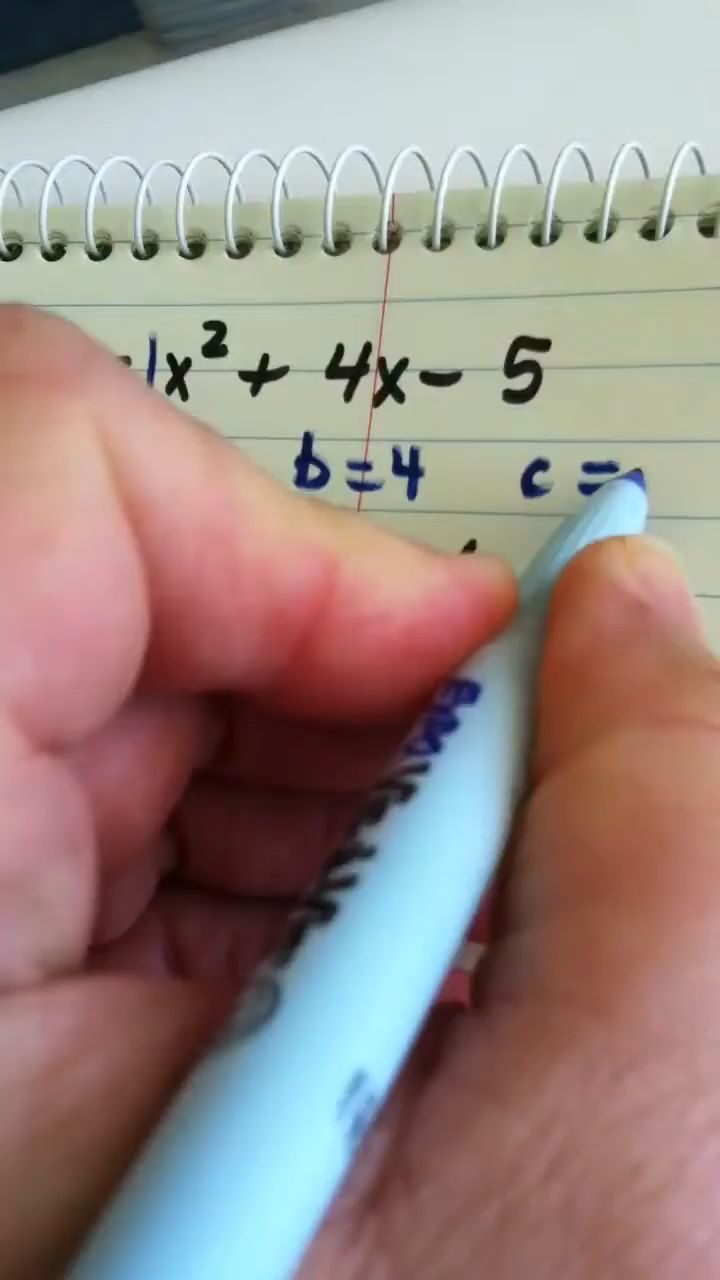 -1x² + 4x - 5
b = 4 c =